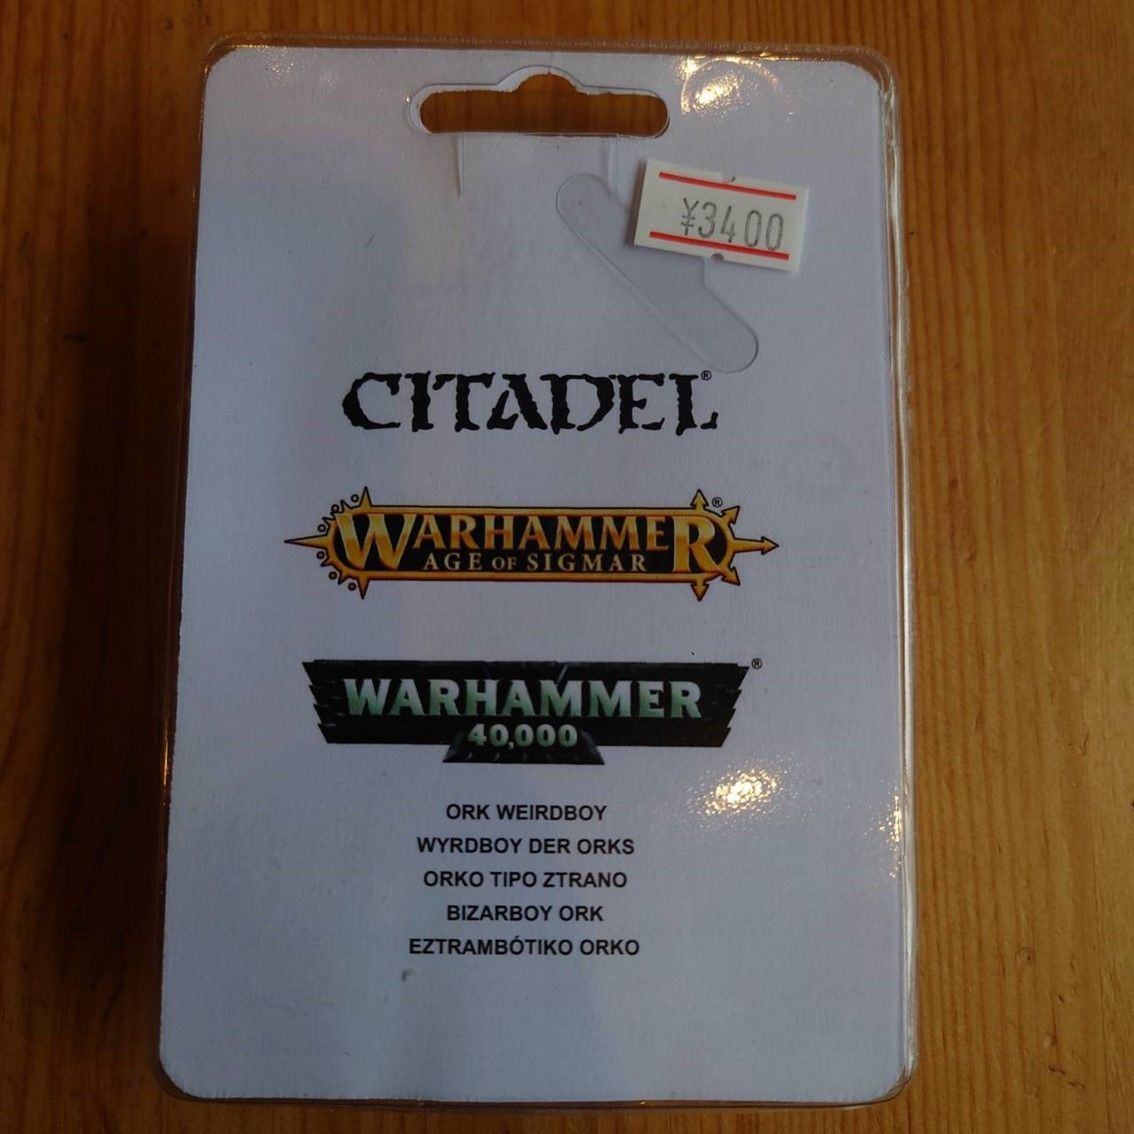 ¥3400
CITADEL®
WARHAMMER®
AGE OF SIGMAR
WARHAMMER®
40,000
ORK WEIRDBOY
WYRDBOY DER ORKS
ORKO TIPO ZTRANO
BIZARBOY ORK
EZTRAMBÓTIKO ORKO